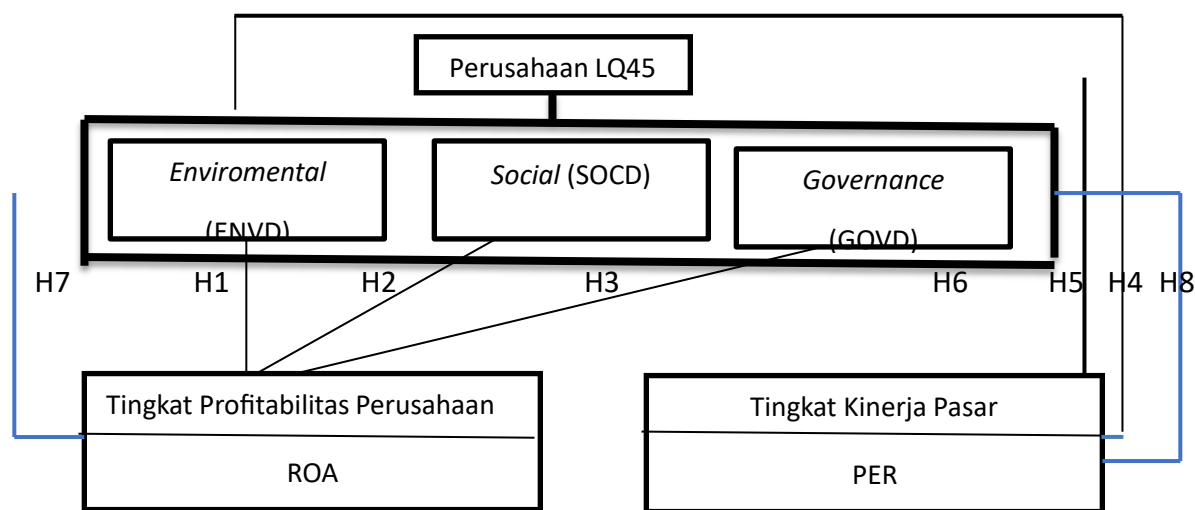 Perusahaan LQ45
Enviromental
(ENVD)
Social (SOCD)
Governance
(GOVD)
H7 H1 H2 H3 H6 H5 H4 H8
Tingkat Profitabilitas Perusahaan
ROA
Tingkat Kinerja Pasar
PER